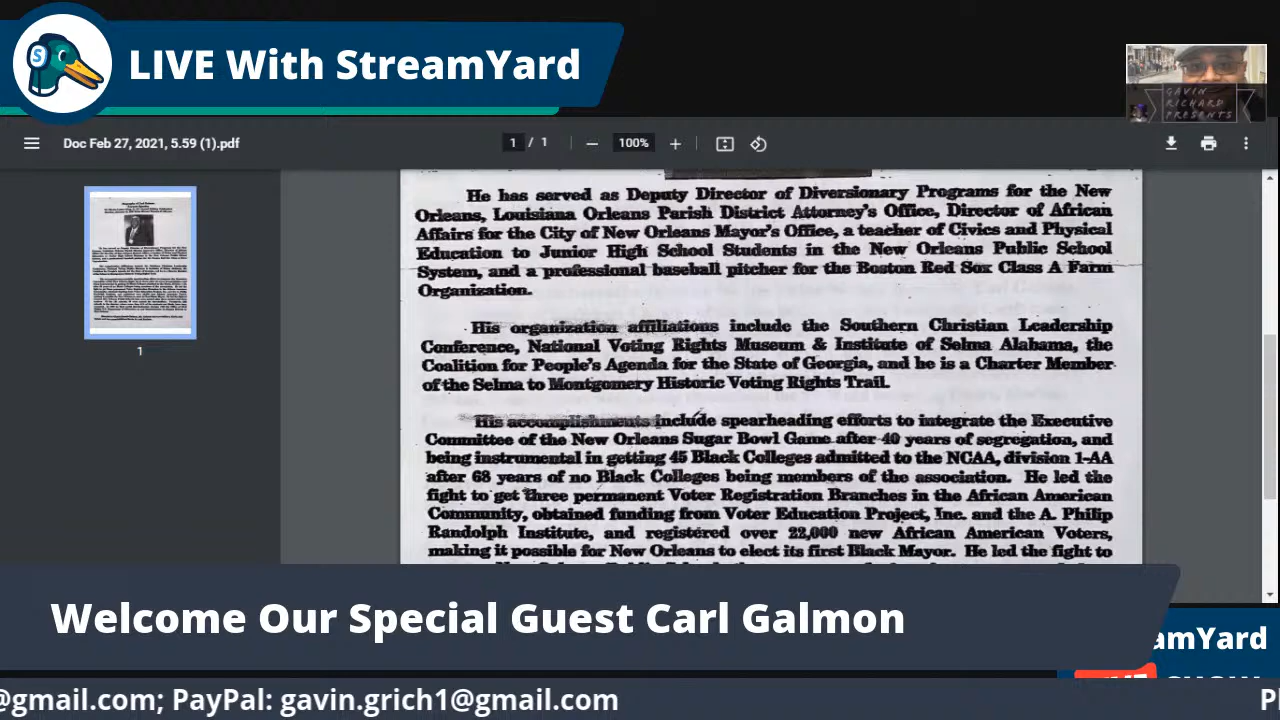 LIVE With StreamYard
GAVIN
RICHARD
PRESENTS
Doc Feb 27, 2021, 5.59 (1).pdf
1 / 1
100%
He has served as Deputy Director of Diversionary Programs for the New
Orleans, Louisiana Orleans Parish District Attorney's Office, Director of African
Affairs for the City of New Orleans Mayor's Office, a teacher of Civics and Physical
Education to Junior High School Students in the New Orleans Public School
System, and a professional baseball pitcher for the Boston Red Sox Class A Farm
Organization.
His organization affiliations include the Southern Christian Leadership
Conference, National Voting Rights Museum & Institute of Selma Alabama, the
Coalition for People's Agenda for the State of Georgia, and he is a Charter Member
of the Selma to Montgomery Historic Voting Rights Trail.
His accomplishments include spearheading efforts to integrate the Executive
Committee of the New Orleans Sugar Bowl Game after 40 years of segregation, and
being instrumental in getting 45 Black Colleges admitted to the NCAA, division 1-AA
after 68 years of no Black Colleges being members of the association. He led the
fight to get three permanent Voter Registration Branches in the African American
Community, obtained funding from Voter Education Project, Inc. and the A. Philip
Randolph Institute, and registered over 22,000 new African American Voters,
making it possible for New Orleans to elect its first Black Mayor. He led the fight to
1
Welcome Our Special Guest Carl Galmon
amYard
@gmail.com; PayPal: gavin.grich1@gmail.com